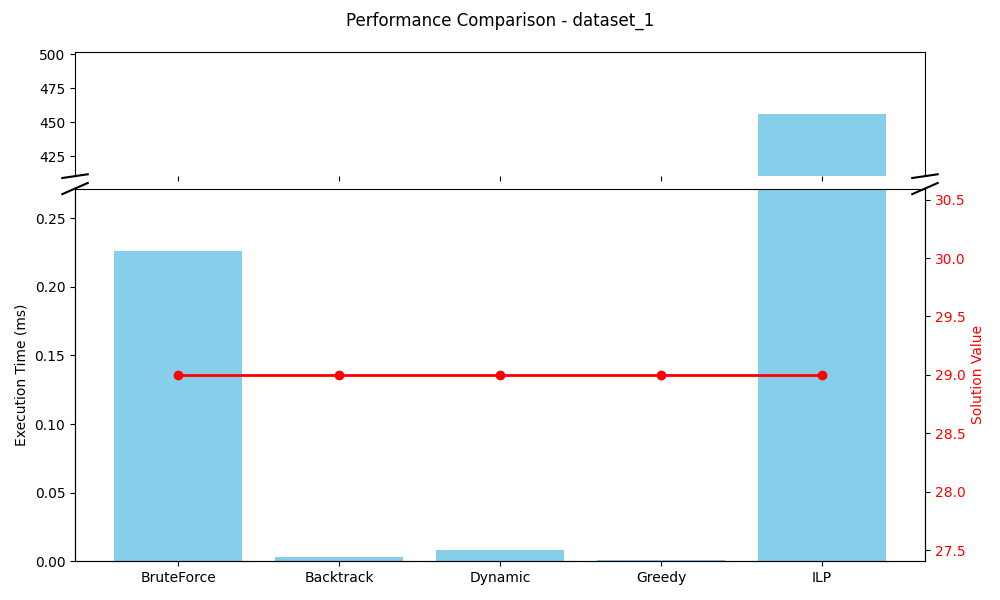 Performance Comparison - dataset_1
500
475
450
425
0.25
0.20
0.15
0.10
0.05
0.00
Execution Time (ms)
30.5
30.0
29.5
29.0
28.5
28.0
27.5
Solution Value
BruteForce
Backtrack
Dynamic
Greedy
ILP